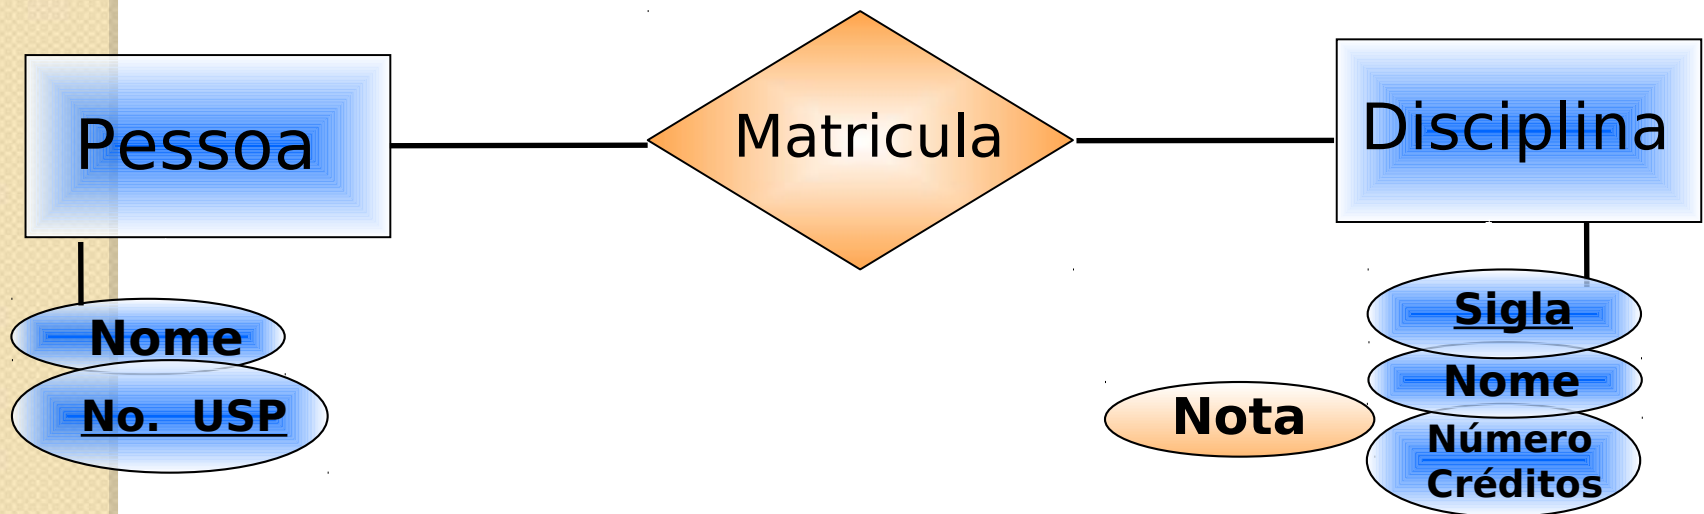 Pessoa
Matricula
Disciplina
Nome
No. USP
Nota
Sigla
Nome
Número
Créditos